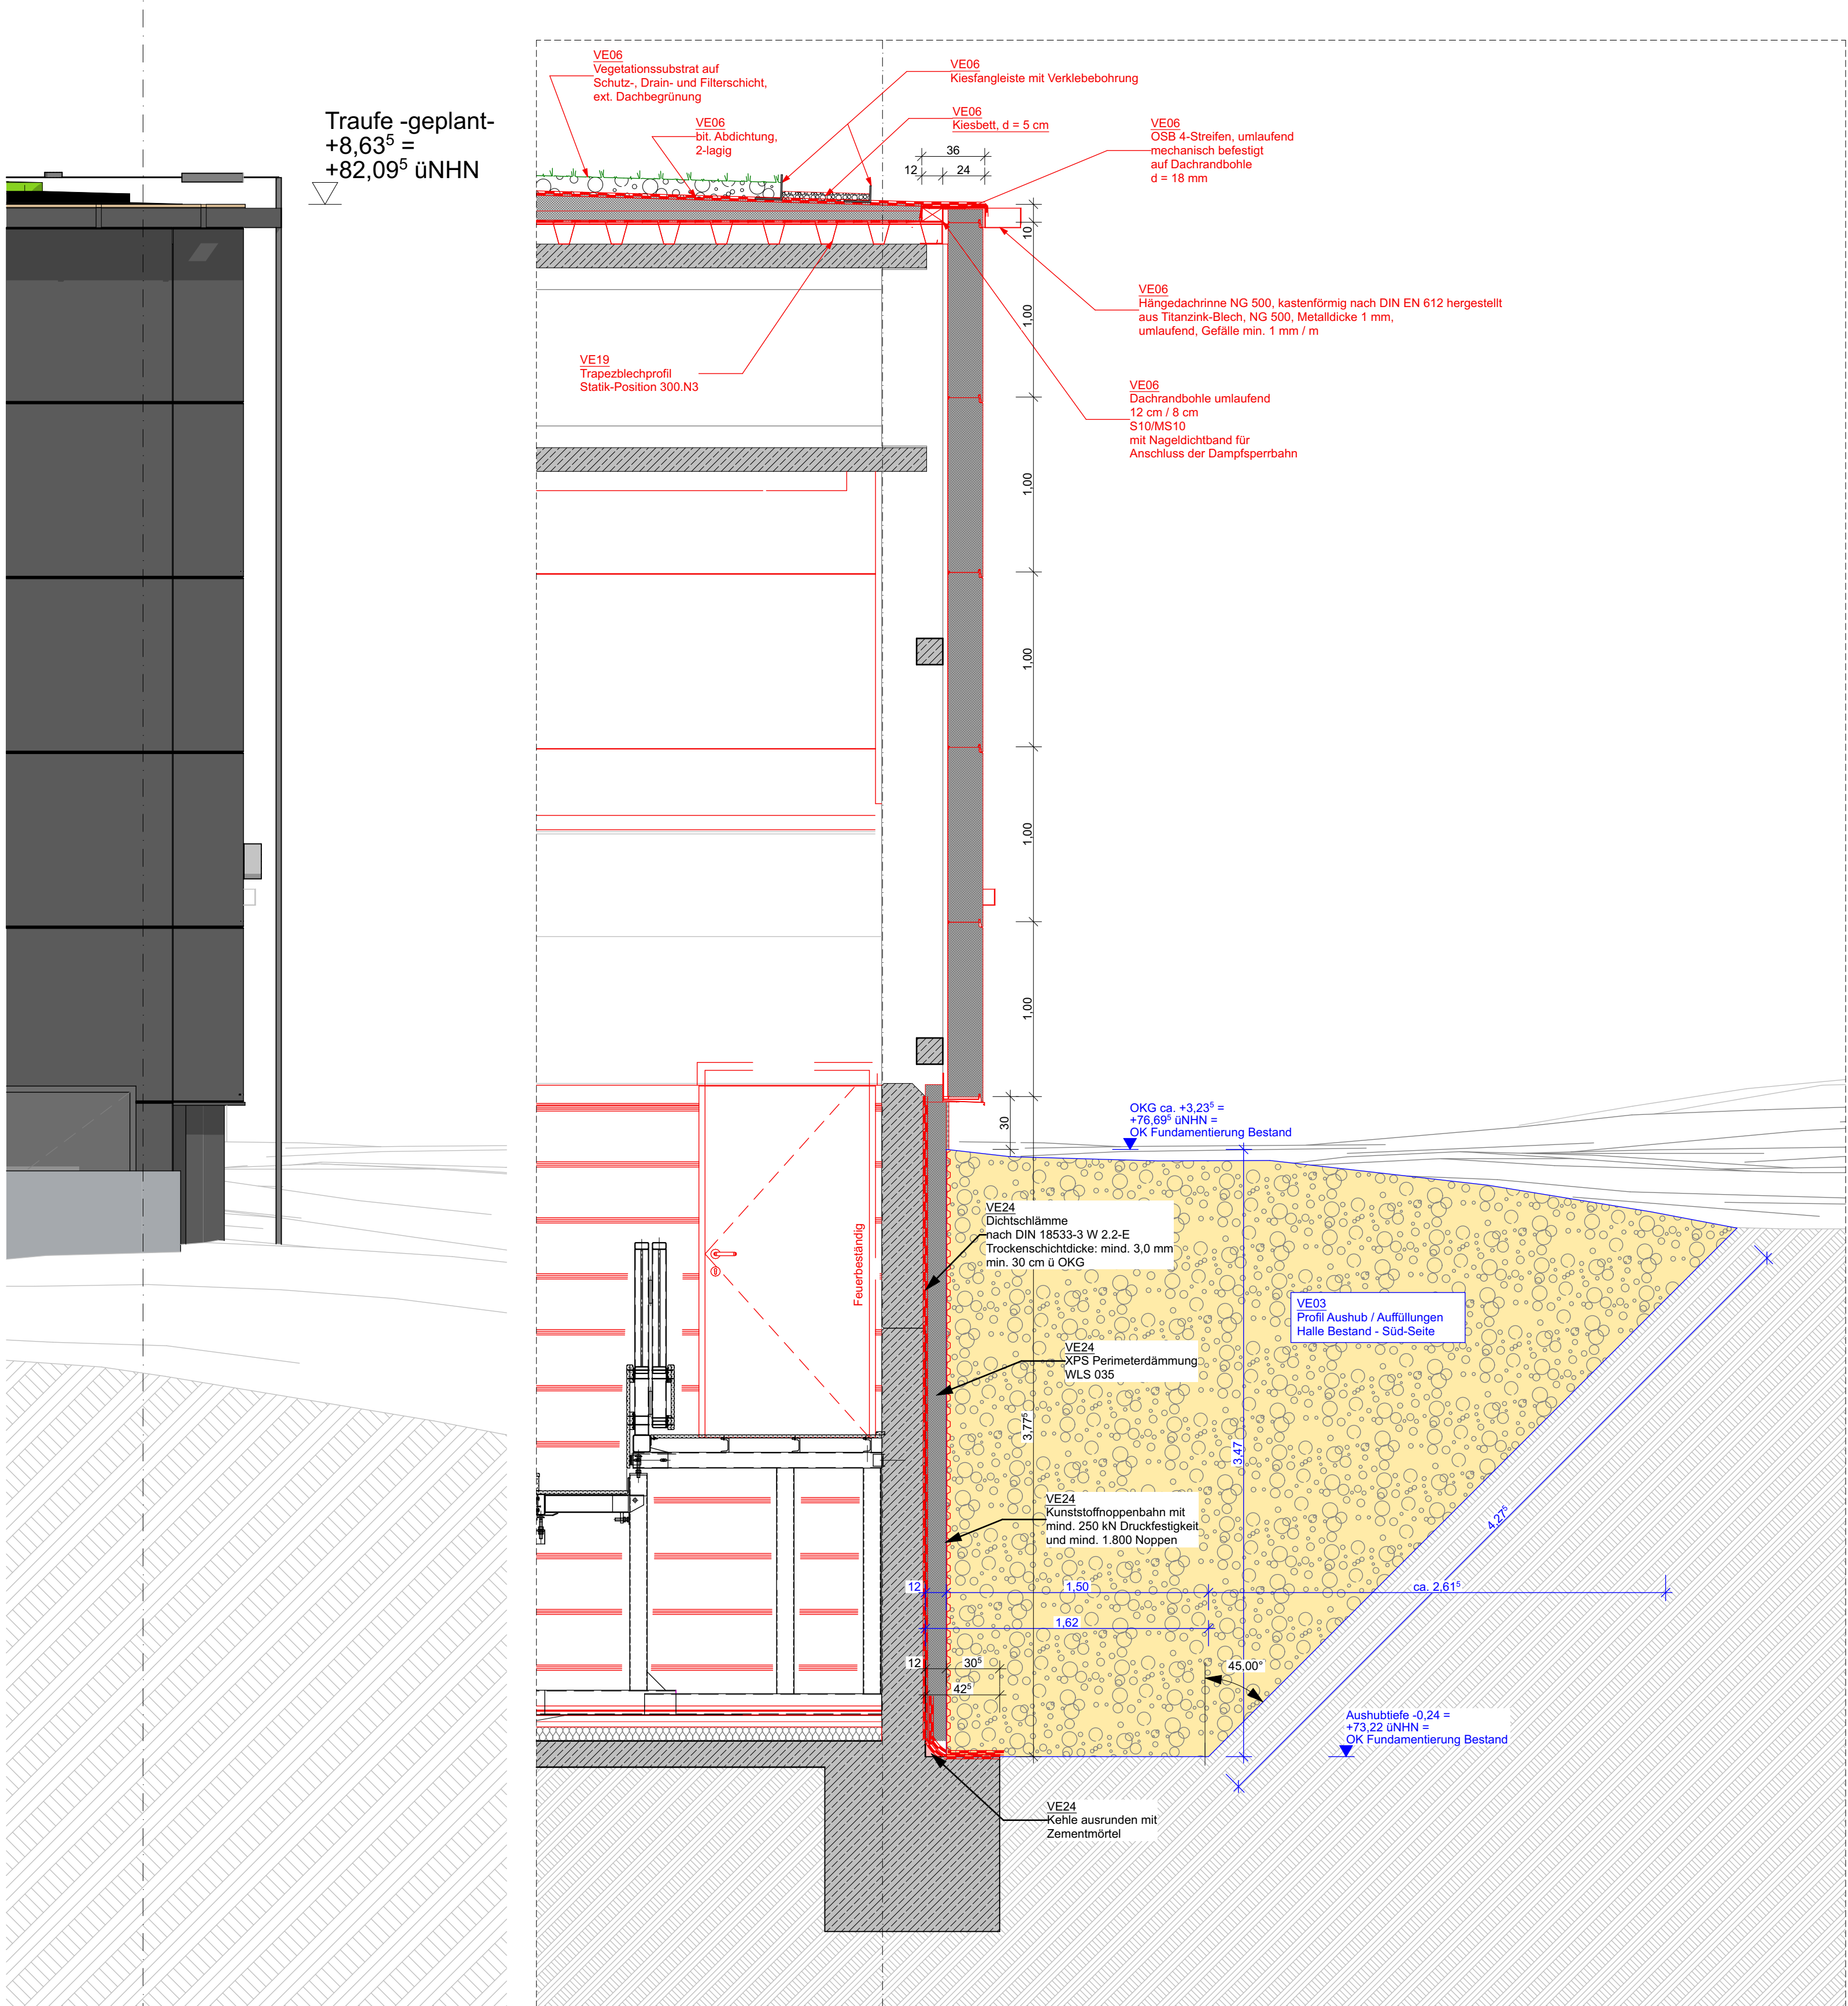 Traufe -geplant-
+8,63⁵ =
+82,09⁵ üNHN
VE06
Vegetationssubstrat auf
Schutz-, Drain- und Filterschicht,
ext. Dachbegrünung
VE06
bit. Abdichtung,
2-lagig
VE06
Kiesfangleiste mit Verklebebohrung
VE06
Kiesbett, d = 5 cm
VE06
OSB 4-Streifen, umlaufend
mechanisch befestigt
auf Dachrandbohle
d = 18 mm
36
12
24
10
VE06
Hängedachrinne NG 500, kastenförmig nach DIN EN 612 hergestellt
aus Titanzink-Blech, NG 500, Metalldicke 1 mm,
umlaufend, Gefälle min. 1 mm / m
1,00
VE19
Trapezblechprofil
Statik-Position 300.N3
VE06
Dachrandbohle umlaufend
12 cm / 8 cm
S10/MS10
mit Nageldichtband für
Anschluss der Dampfsperrbahn
1,00
1,00
1,00
1,00
30
OKG ca. +3,23⁵ =
+76,69⁵ üNHN =
OK Fundamentierung Bestand
VE24
Dichtschlämme
nach DIN 18533-3 W 2.2-E
Trockenschichtdicke: mind. 3,0 mm
min. 30 cm ü OKG
Feuerbeständig
VE03
Profil Aushub / Auffüllungen
Halle Bestand - Süd-Seite
VE24
XPS Perimeterdämmung
WLS 035
3,77⁵
3,47
VE24
Kunststoffnoppenbahn mit
mind. 250 kN Druckfestigkeit
und mind. 1.800 Noppen
4,27⁵
12
1,50
ca. 2,61⁵
1,62
12
30⁵
42⁵
45,00°
Aushubtiefe -0,24 =
+73,22 üNHN =
OK Fundamentierung Bestand
VE24
Kehle ausrunden mit
Zementmörtel